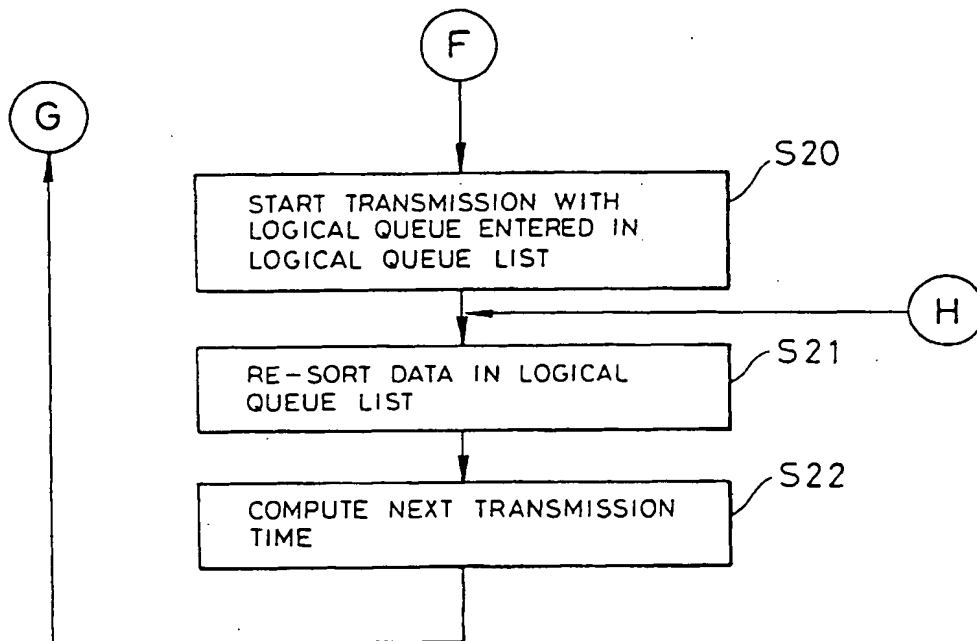 F
G
S20
START TRANSMISSION WITH
LOGICAL QUEUE ENTERED IN
LOGICAL QUEUE LIST
H
S21
RE-SORT DATA IN LOGICAL
QUEUE LIST
S22
COMPUTE NEXT TRANSMISSION
TIME